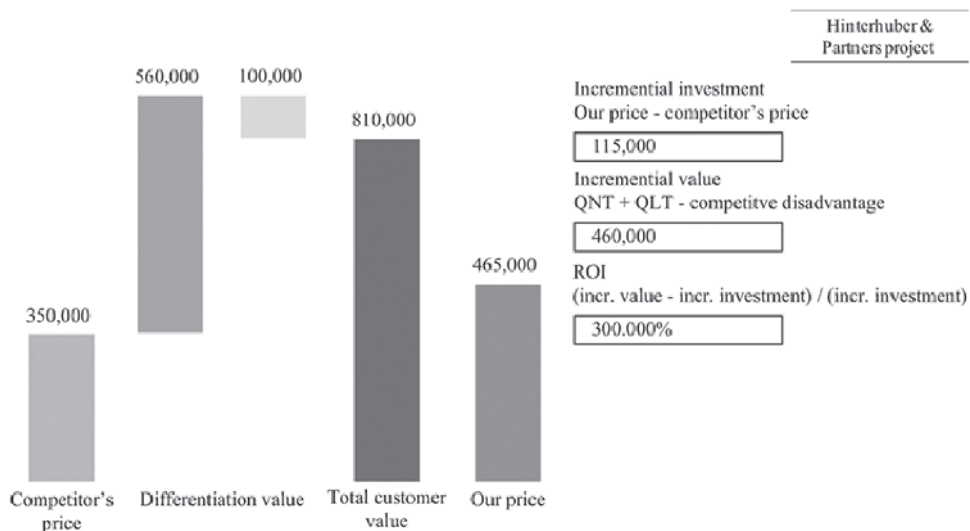 Hinterhuber &
Partners project
560,000
100,000
810,000
465,000
350,000
Incremential investment
Our price - competitor's price
115,000
Incremential value
QNT + QLT - competitve disadvantage
460,000
ROI
(incr. value - incr. investment) / (incr. investment)
300.000%
Competitor's
price
Differentiation value
Total customer
value
Our price